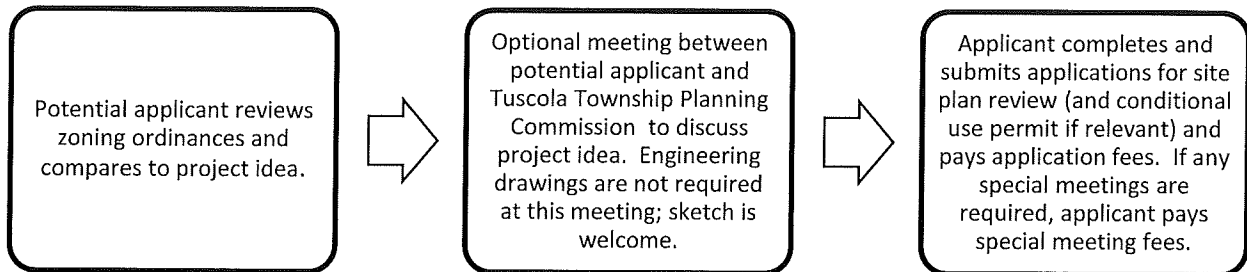 Potential applicant reviews
zoning ordinances and
compares to project idea.
Optional meeting between
potential applicant and
Tuscola Township Planning
Commission to discuss
project idea. Engineering
drawings are not required
at this meeting; sketch is
welcome.
Applicant completes and
submits applications for site
plan review (and conditional
use permit if relevant) and
pays application fees. If any
special meetings are
required, applicant pays
special meeting fees.